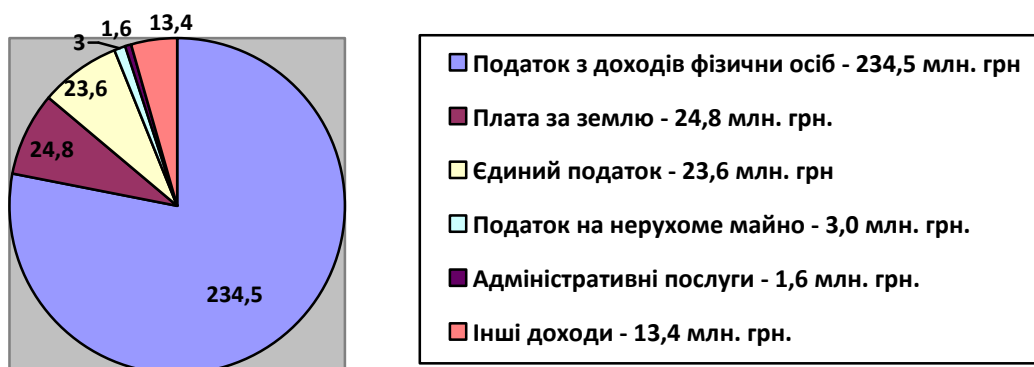 1,6
13,4
3
23,6
24,8
234,5
Податок з доходів фізични осіб - 234,5 млн. грн
Плата за землю - 24,8 млн. грн.
Єдиний податок - 23,6 млн. грн
Податок на нерухоме майно - 3,0 млн. грн.
Адміністративні послуги - 1,6 млн. грн.
Інші доходи - 13,4 млн. грн.